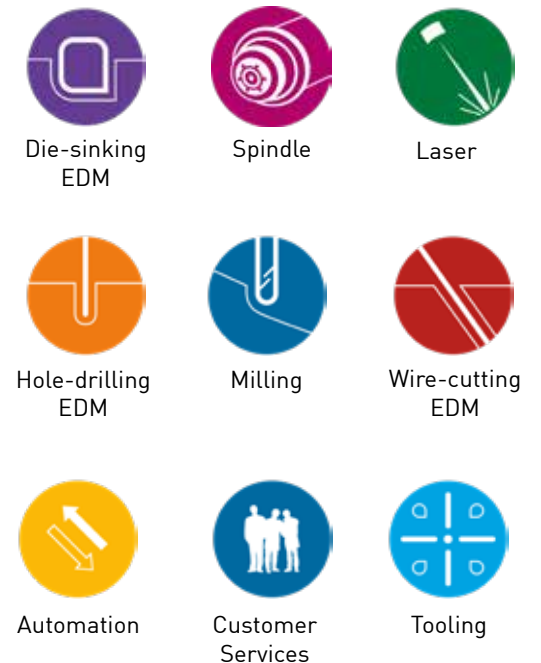 Die-sinking
EDM
Spindle
Laser
Hole-drilling
EDM
Milling
Wire-cutting
EDM
Automation
Customer
Services
Tooling